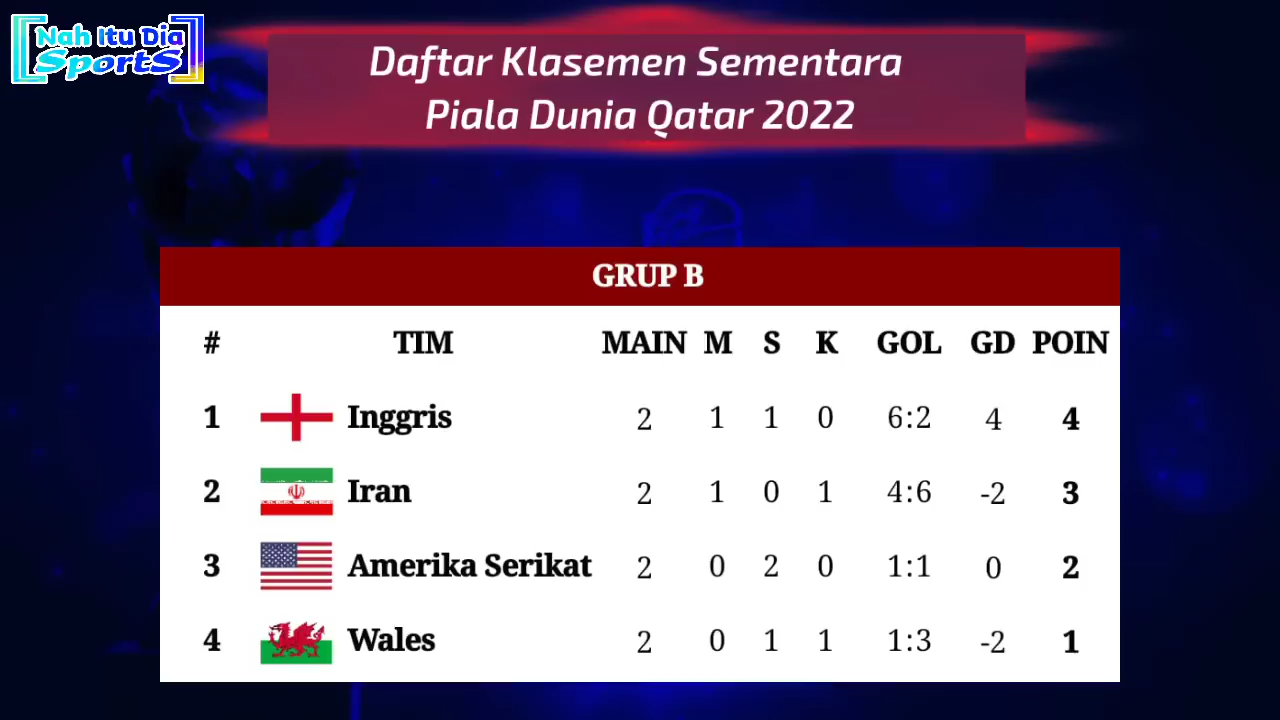 Nah Itu Dia
SportS
Daftar Klasemen Sementara
Piala Dunia Qatar 2022
GRUP B
# TIM MAIN M S K GOL GD POIN
1 Inggris 2 1 1 0 6:2 4 4
2 Iran 2 1 0 1 4:6 -2 3
3 Amerika Serikat 2 0 2 0 1:1 0 2
4 Wales 2 0 1 1 1:3 -2 1